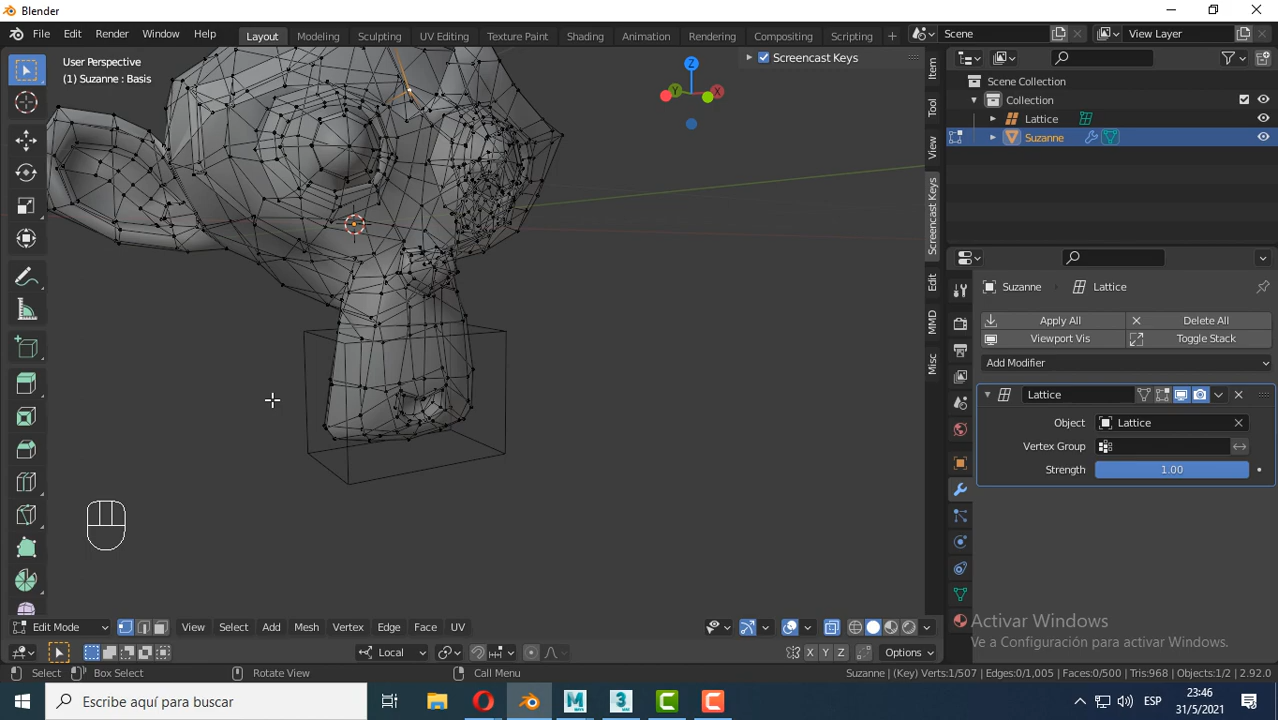 Blender
File Edit Render Window Help
Layout Modeling Sculpting UV Editing Texture Paint Shading Animation Rendering Compositing Scripting +
Scene
View Layer
User Perspective
(1) Suzanne : Basis
Screencast Keys
Z
Y
X
Item
Tool
View
Screencast Keys
Edit
MMD
Misc
Scene Collection
Collection
Lattice
Suzanne
Suzanne Lattice
Apply All Delete All
Viewport Vis Toggle Stack
Add Modifier
Lattice
Object Lattice
Vertex Group
Strength 1.00
Edit Mode View Select Add Mesh Vertex Edge Face UV
Local X Y Z Options
Activar Windows
Ve a Configuración para activar Windows.
Select Box Select Rotate View Call Menu
Suzanne | (Key) Verts:1/507 | Edges:0/1,005 | Faces:0/500 | Tris:968 | Objects:1/2 | 2.92.0
Escribe aquí para buscar
ESP
23:46
31/5/2021